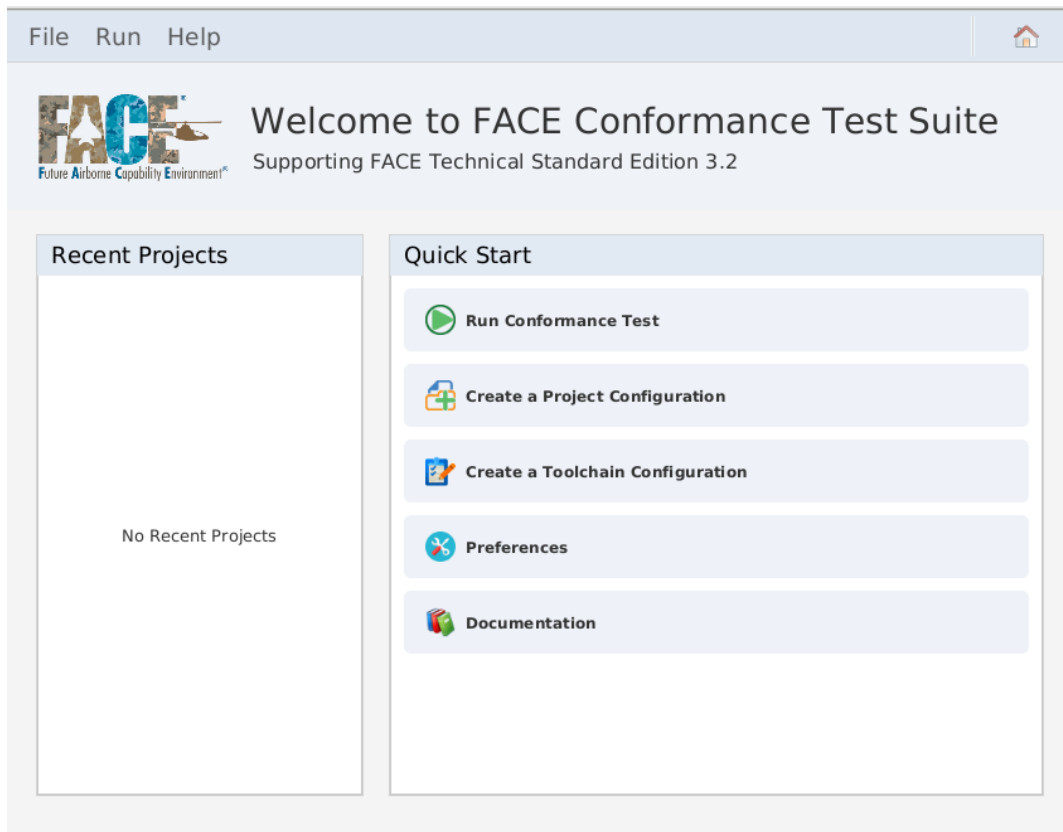 File Run Help
FACE®
Future Airborne Capability Environment®
Welcome to FACE Conformance Test Suite
Supporting FACE Technical Standard Edition 3.2
Recent Projects
No Recent Projects
Quick Start
Run Conformance Test
Create a Project Configuration
Create a Toolchain Configuration
Preferences
Documentation